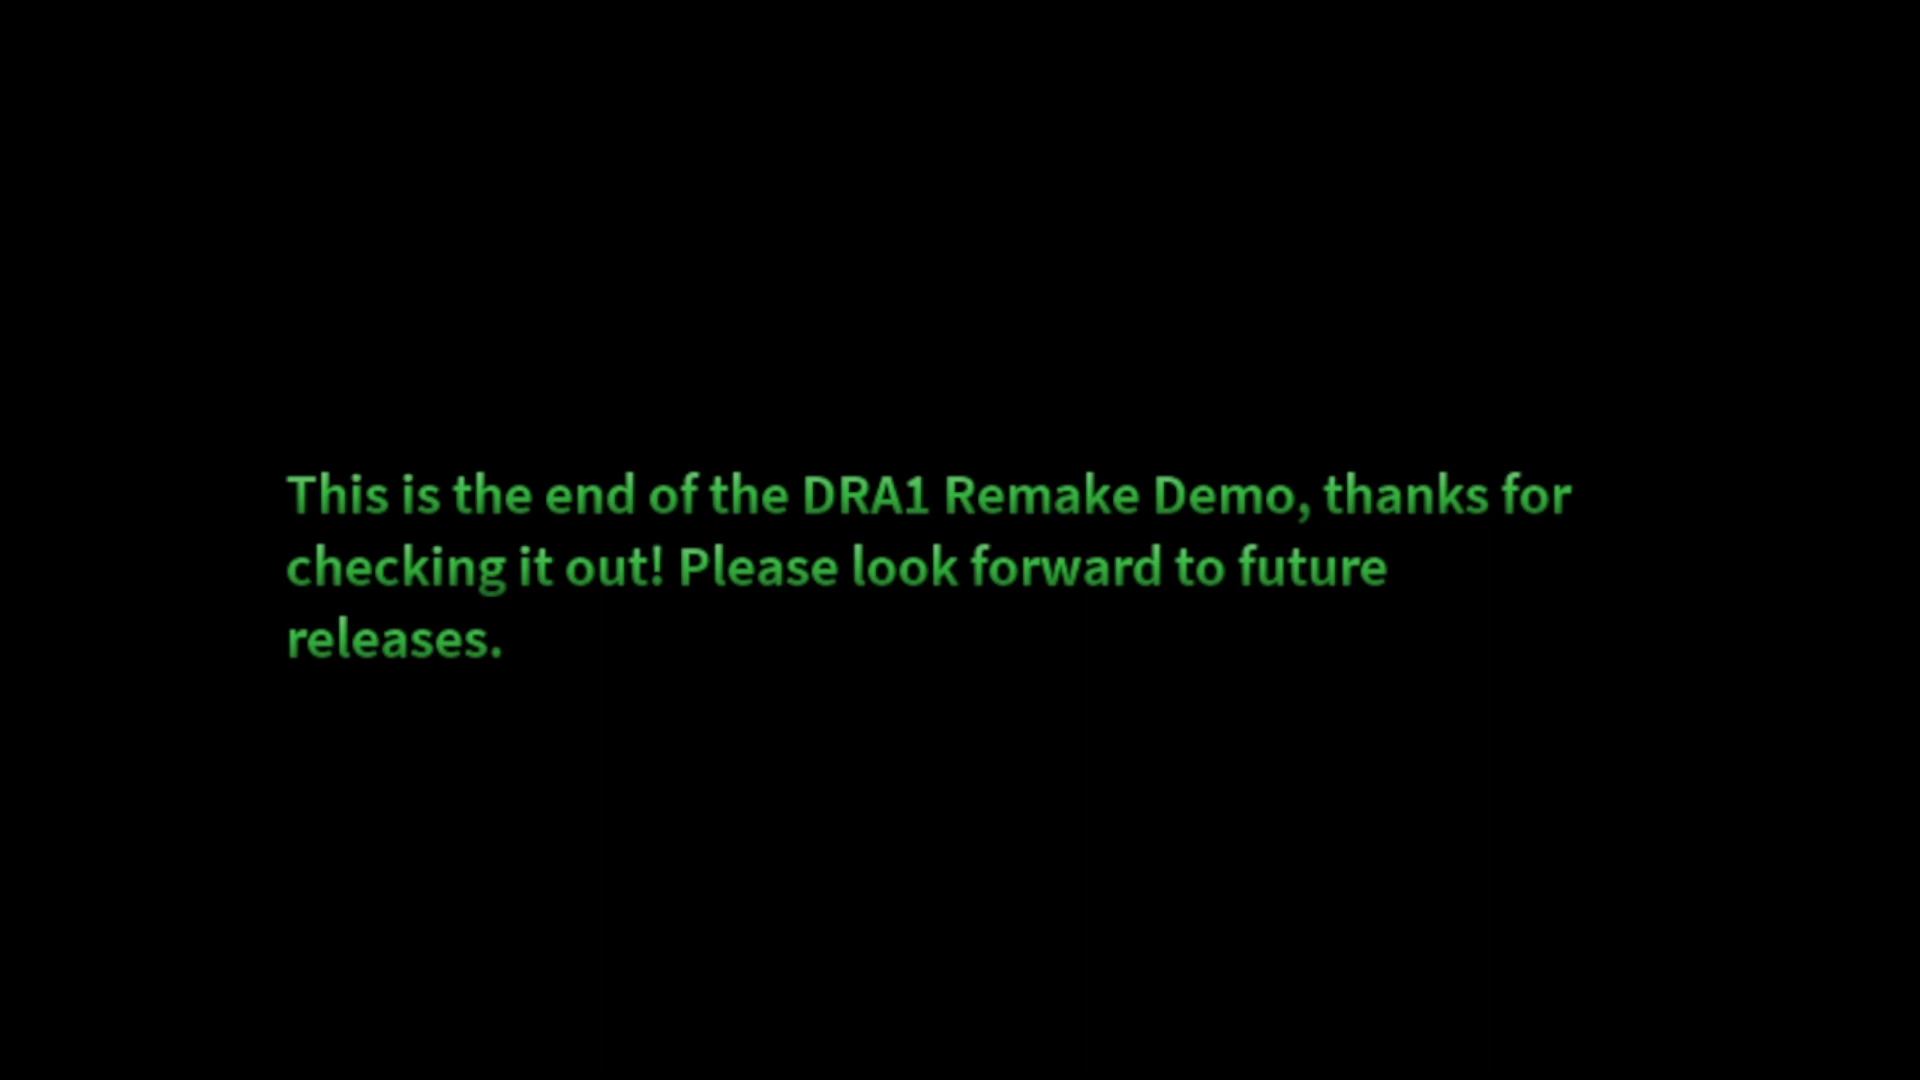 This is the end of the DRA1 Remake Demo, thanks for
checking it out! Please look forward to future
releases.